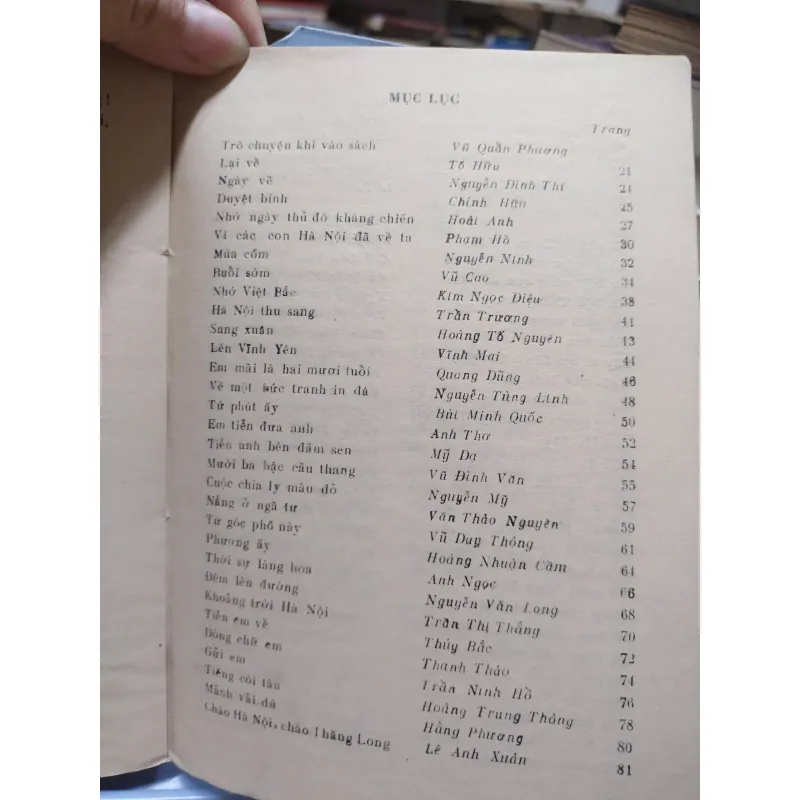 MỤC LỤC
Trang
Trò chuyện khi vào sách Vũ Quần Phương
Lại về Tố Hữu 21
Ngày về Nguyễn Đình Thi 24
Duyệt binh Chính Hữu 25
Nhớ ngày thủ đô kháng chiến Hoài Anh 27
Vì các con Hà Nội đã về ta Phạm Hổ 30
Mùa cốm Nguyễn Ninh 32
Buổi sớm Vũ Cao 34
Nhớ Việt Bắc Kim Ngọc Diệu 38
Hà Nội thu sang Trần Trương 41
Sang xuân Hoàng Tố Nguyên 43
Lên Vĩnh Yên Vĩnh Mai 44
Em mãi là hai mươi tuổi Quang Dũng 46
Về một bức tranh in đá Nguyễn Tùng Linh 48
Từ phút ấy Bùi Minh Quốc 50
Em tiễn đưa anh Anh Thơ 52
Tiễn anh bên đầm sen Mỹ Dạ 54
Mười ba bậc cầu thang Vũ Đình Văn 55
Cuộc chia ly màu đỏ Nguyễn Mỹ 57
Nắng ở ngã tư Văn Thảo Nguyên 59
Từ góc phố này Vũ Duy Thông 61
Phương ấy Hoàng Nhuận Cầm 64
Thời sự làng hoa Anh Ngọc 66
Đêm lên đường Nguyễn Văn Long 68
Khoảng trời Hà Nội Trần Thị Thắng 70
Tiễn em về Thúy Bắc 72
Dòng chữ em Thanh Thảo 74
Gửi em Trần Ninh Hồ 76
Tiếng còi tàu Hoàng Trung Thông 78
Mảnh vải dù Hằng Phương 80
Chào Hà Nội, chào Thăng Long Lê Anh Xuân 81